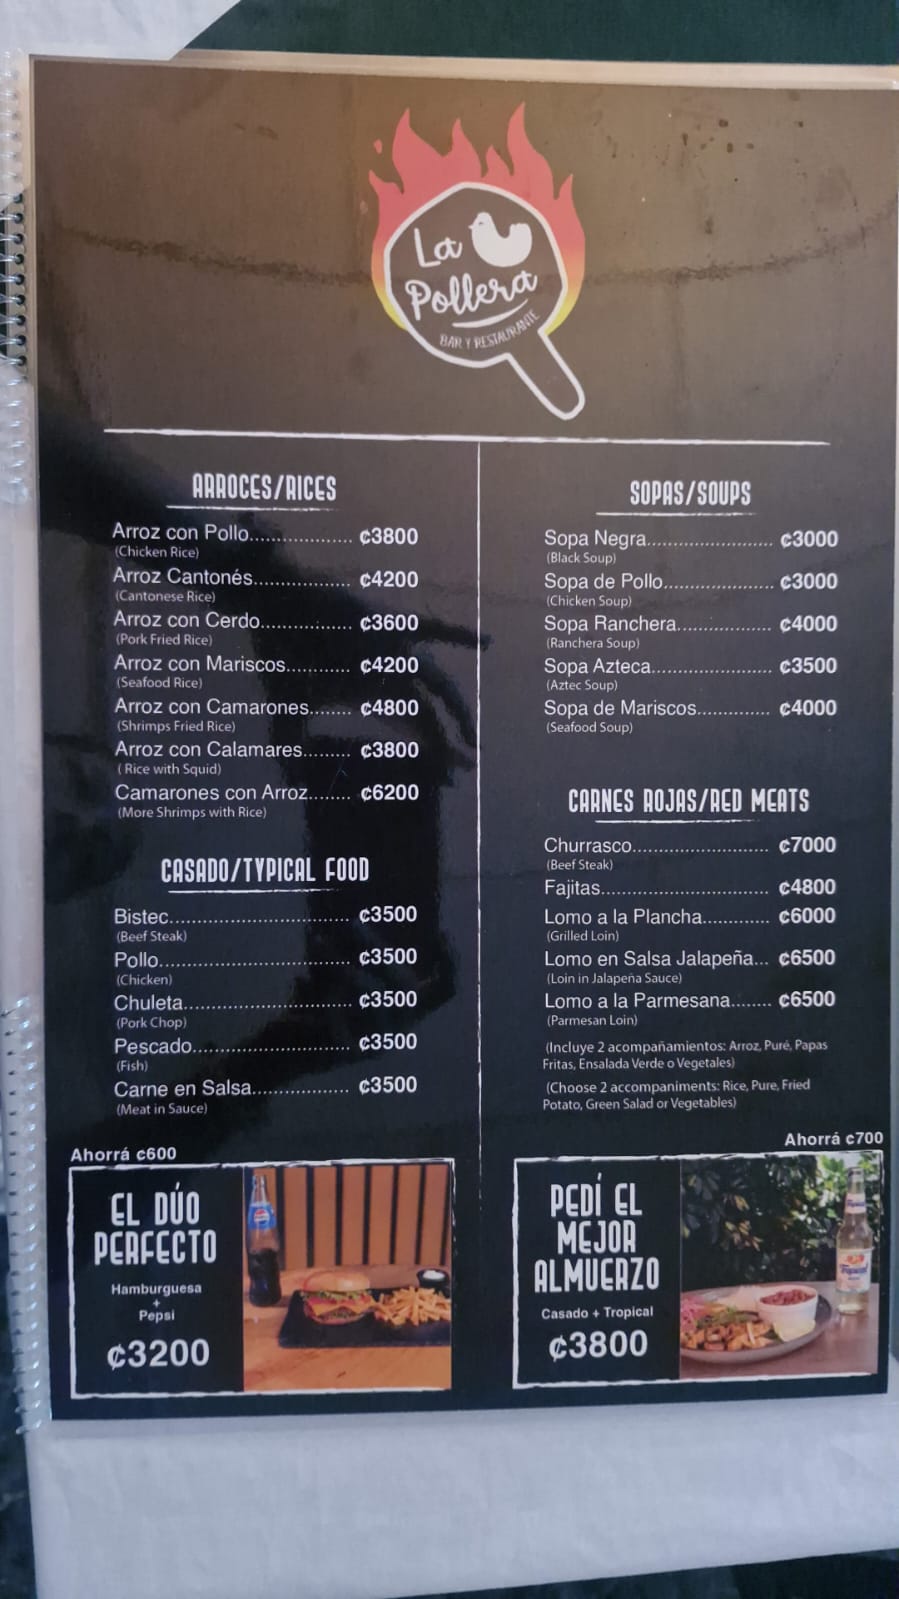 La
Pollera
BAR Y RESTAURANTE
ARROCES/RICES
Arroz con Pollo................... ¢3800
(Chicken Rice)
Arroz Cantonés.................. ¢4200
(Cantonese Rice)
Arroz con Cerdo................. ¢3600
(Pork Fried Rice)
Arroz con Mariscos............ ¢4200
(Seafood Rice)
Arroz con Camarones........ ¢4800
(Shrimps Fried Rice)
Arroz con Calamares......... ¢3800
( Rice with Squid)
Camarones con Arroz........ ¢6200
(More Shrimps with Rice)
CASADO/TYPICAL FOOD
Bistec................................. ¢3500
(Beef Steak)
Pollo................................... ¢3500
(Chicken)
Chuleta............................... ¢3500
(Pork Chop)
Pescado............................. ¢3500
(Fish)
Carne en Salsa.................. ¢3500
(Meat in Sauce)
SOPAS/SOUPS
Sopa Negra........................ ¢3000
(Black Soup)
Sopa de Pollo..................... ¢3000
(Chicken Soup)
Sopa Ranchera.................. ¢4000
(Ranchera Soup)
Sopa Azteca....................... ¢3500
(Aztec Soup)
Sopa de Mariscos.............. ¢4000
(Seafood Soup)
CARNES ROJAS/RED MEATS
Churrasco.......................... ¢7000
(Beef Steak)
Fajitas................................ ¢4800
Lomo a la Plancha............. ¢6000
(Grilled Loin)
Lomo en Salsa Jalapeña... ¢6500
(Loin in Jalapeña Sauce)
Lomo a la Parmesana........ ¢6500
(Parmesan Loin)
(Incluye 2 acompañamientos: Arroz, Puré, Papas
Fritas, Ensalada Verde o Vegetales)
(Choose 2 accompaniments: Rice, Pure, Fried
Potato, Green Salad or Vegetables)
Ahorrá ¢600
EL DÚO
PERFECTO
Hamburguesa
+
Pepsi
¢3200
Ahorrá ¢700
PEDÍ EL
MEJOR
ALMUERZO
Casado + Tropical
¢3800
pepsi
Tropical